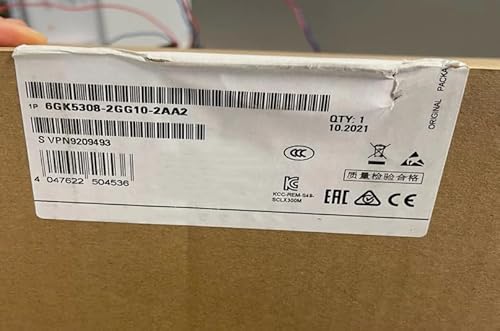 1P 6GK5308-2GG10-2AA2
S VPN9209493
4 047622 504536
QTY: 1
10.2021
ORIGINAL PACKA
CCC
KCC-REM-S49-
SCLX300M
质量检验合格
EAC
CE